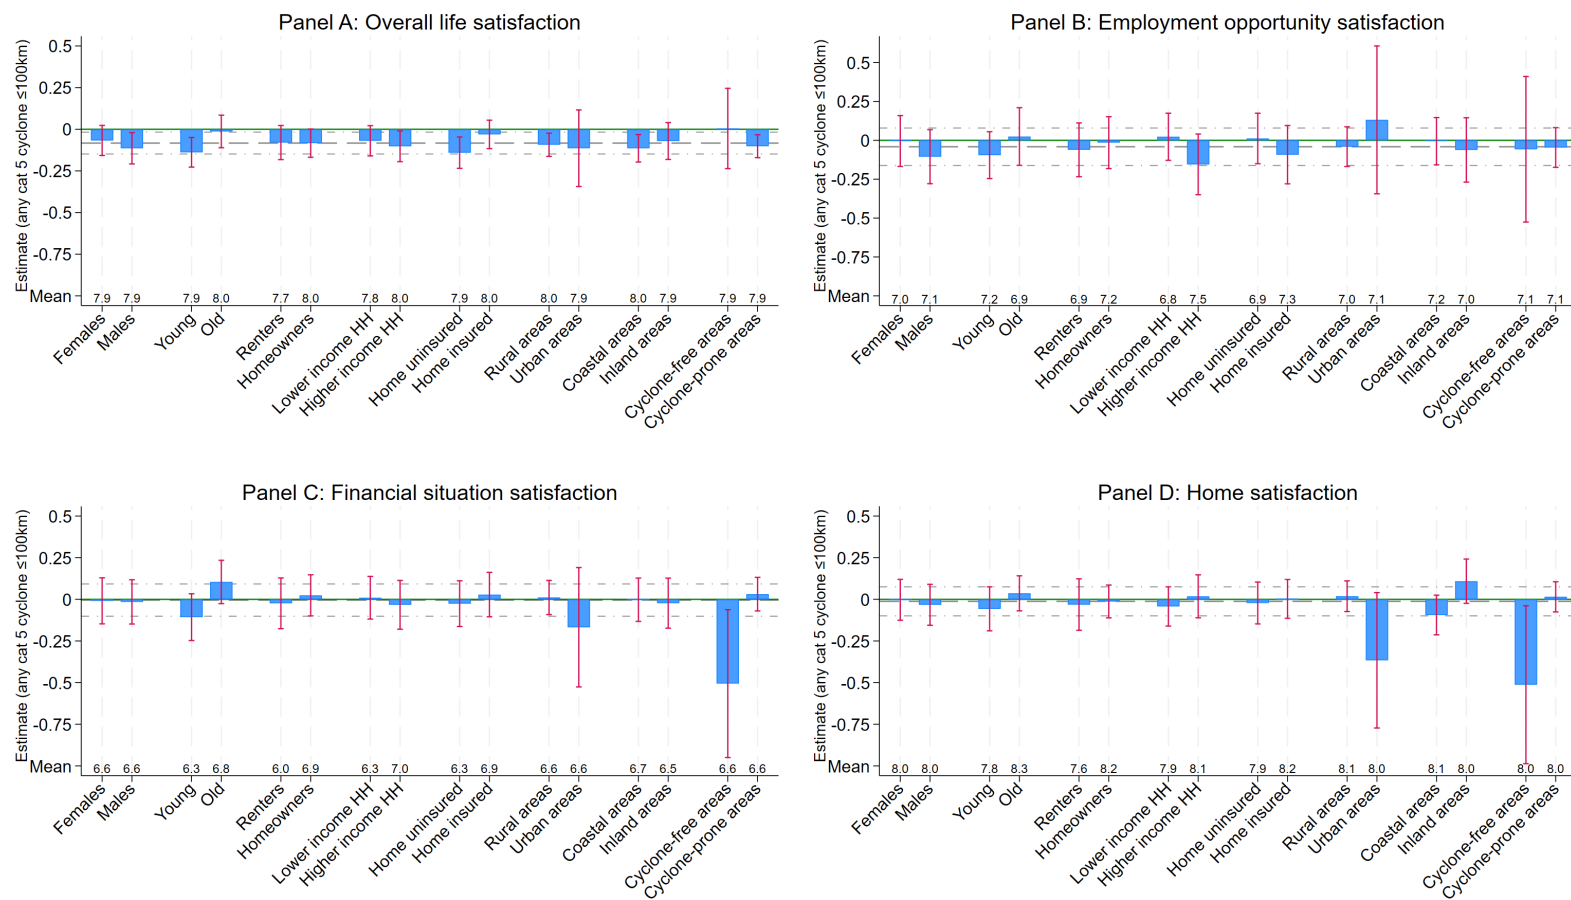 Panel A: Overall life satisfaction
Estimate (any cat 5 cyclone ≤100km)
0.5
0.25
0
-0.25
-0.5
-0.75
Mean
7.9 7.9 7.9 8.0 7.7 8.0 7.8 8.0 7.9 8.0 8.0 7.9 8.0 7.9 7.9 7.9
Females
Males
Young
Old
Renters
Homeowners
Lower income HH
Higher income HH
Home uninsured
Home insured
Rural areas
Urban areas
Coastal areas
Inland areas
Cyclone-free areas
Cyclone-prone areas
Panel B: Employment opportunity satisfaction
Estimate (any cat 5 cyclone ≤100km)
0.5
0.25
0
-0.25
-0.5
-0.75
Mean
7.0 7.1 7.2 6.9 6.9 7.2 6.8 7.5 6.9 7.3 7.0 7.1 7.2 7.0 7.1 7.1
Females
Males
Young
Old
Renters
Homeowners
Lower income HH
Higher income HH
Home uninsured
Home insured
Rural areas
Urban areas
Coastal areas
Inland areas
Cyclone-free areas
Cyclone-prone areas
Panel C: Financial situation satisfaction
Estimate (any cat 5 cyclone ≤100km)
0.5
0.25
0
-0.25
-0.5
-0.75
Mean
6.6 6.6 6.3 6.8 6.0 6.9 6.3 7.0 6.3 6.9 6.6 6.6 6.7 6.5 6.6 6.6
Females
Males
Young
Old
Renters
Homeowners
Lower income HH
Higher income HH
Home uninsured
Home insured
Rural areas
Urban areas
Coastal areas
Inland areas
Cyclone-free areas
Cyclone-prone areas
Panel D: Home satisfaction
Estimate (any cat 5 cyclone ≤100km)
0.5
0.25
0
-0.25
-0.5
-0.75
Mean
8.0 8.0 7.8 8.3 7.6 8.2 7.9 8.1 7.9 8.2 8.1 8.0 8.1 8.0 8.0 8.0
Females
Males
Young
Old
Renters
Homeowners
Lower income HH
Higher income HH
Home uninsured
Home insured
Rural areas
Urban areas
Coastal areas
Inland areas
Cyclone-free areas
Cyclone-prone areas